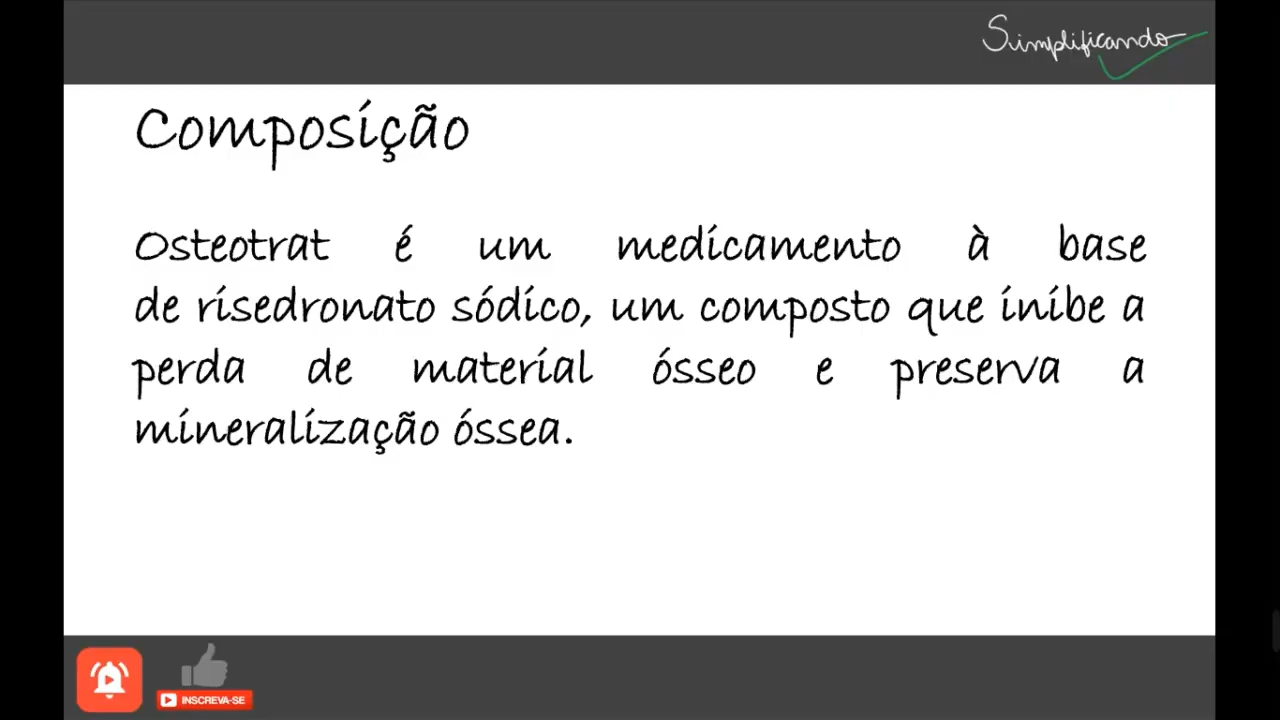 Simplificando
Composição
Osteotrat é um medicamento à base
de risedronato sódico, um composto que inibe a
perda de material ósseo e preserva a
mineralização óssea.
INSCREVA-SE